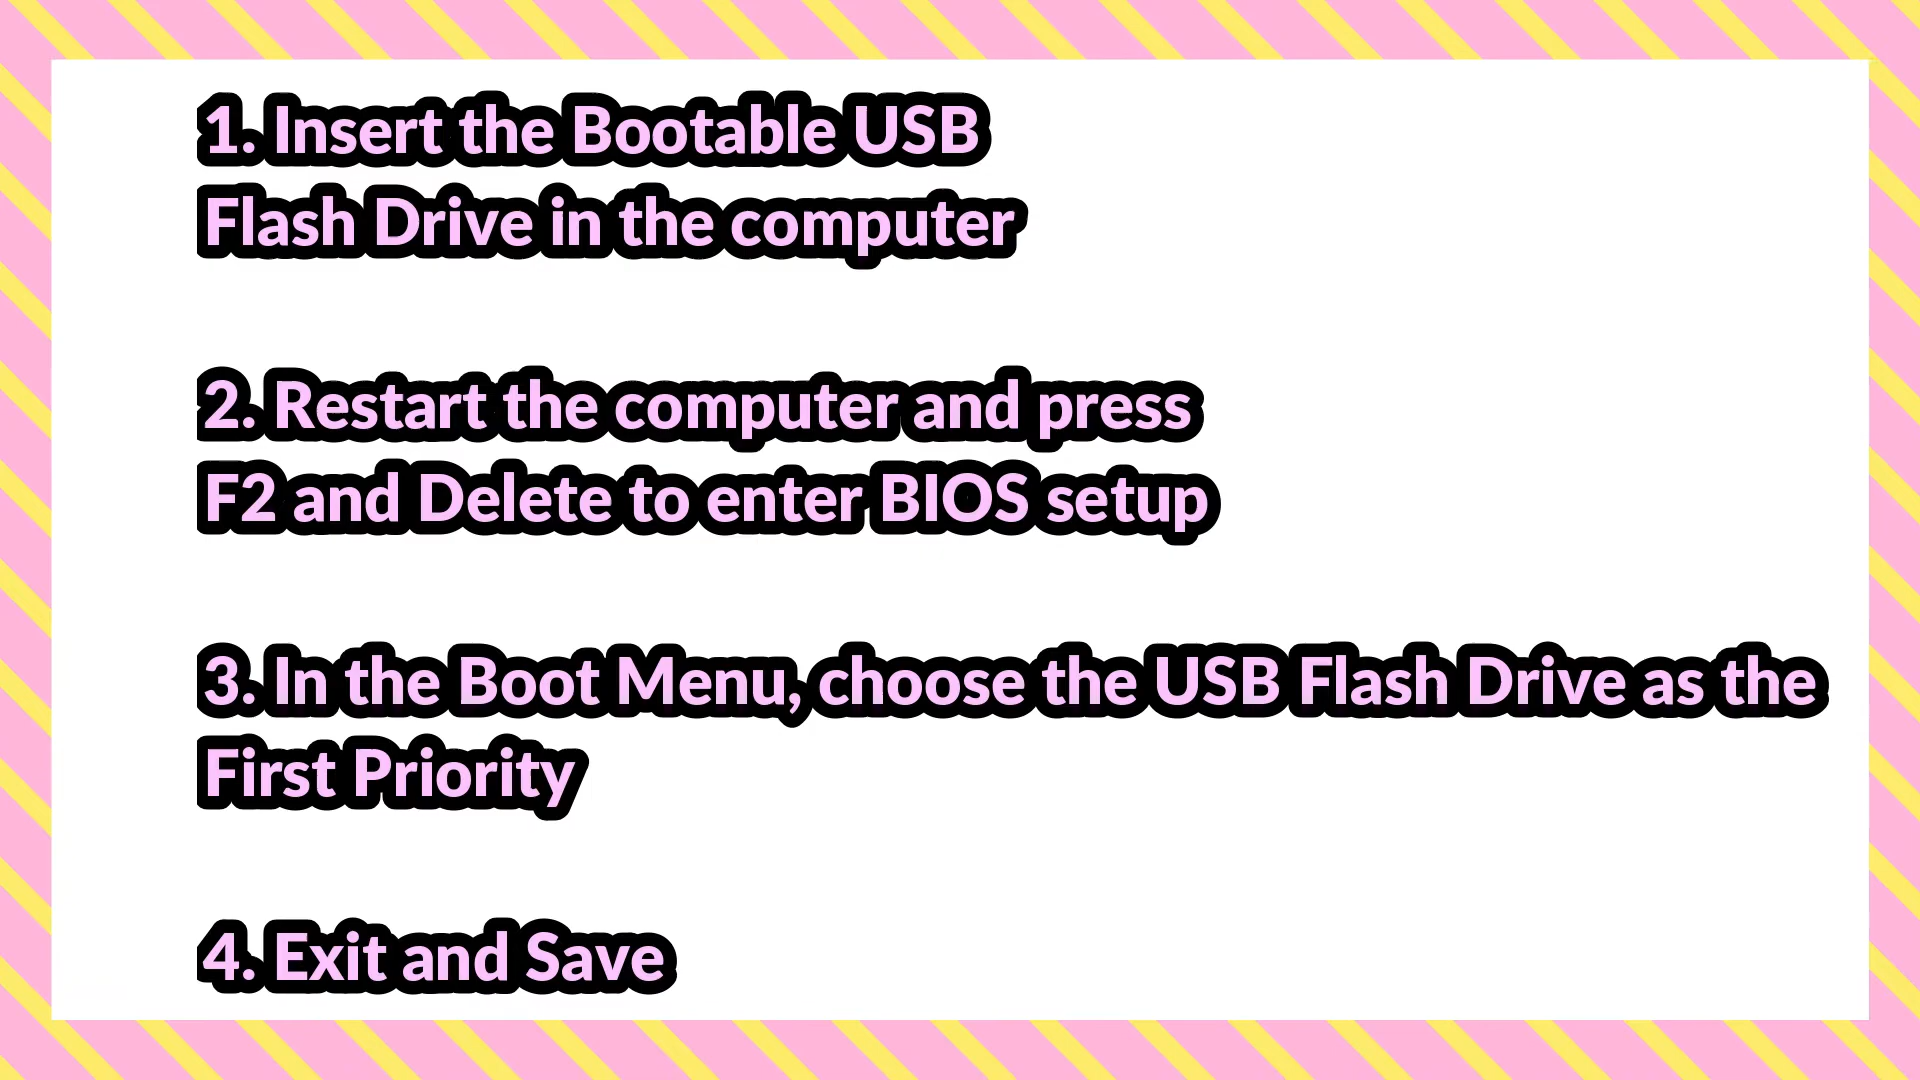 1. Insert the Bootable USB
Flash Drive in the computer
2. Restart the computer and press
F2 and Delete to enter BIOS setup
3. In the Boot Menu, choose the USB Flash Drive as the
First Priority
4. Exit and Save